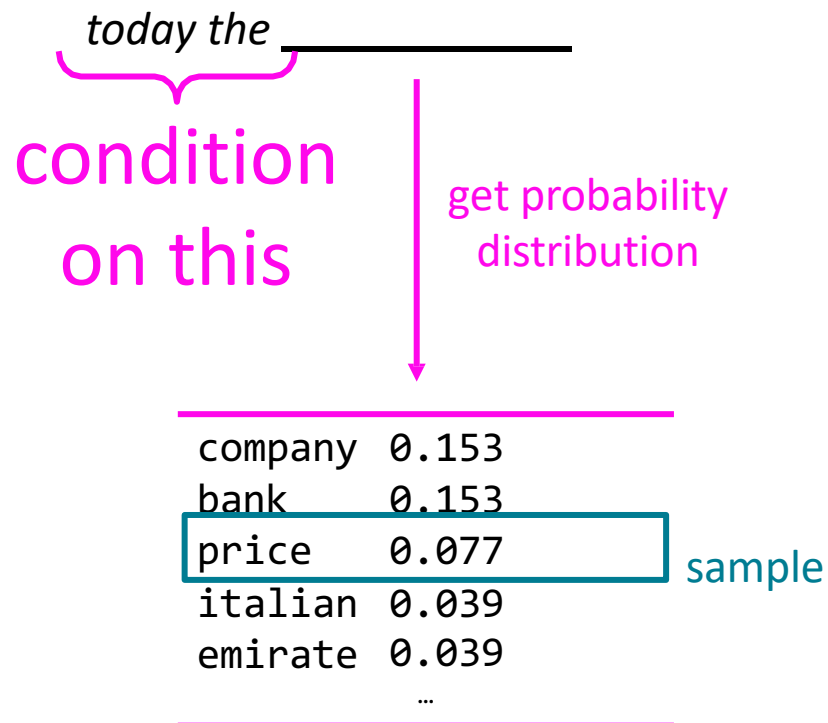 today the
condition
on this
get probability
distribution
company 0.153
bank 0.153
price 0.077
sample
italian 0.039
emirate 0.039
…